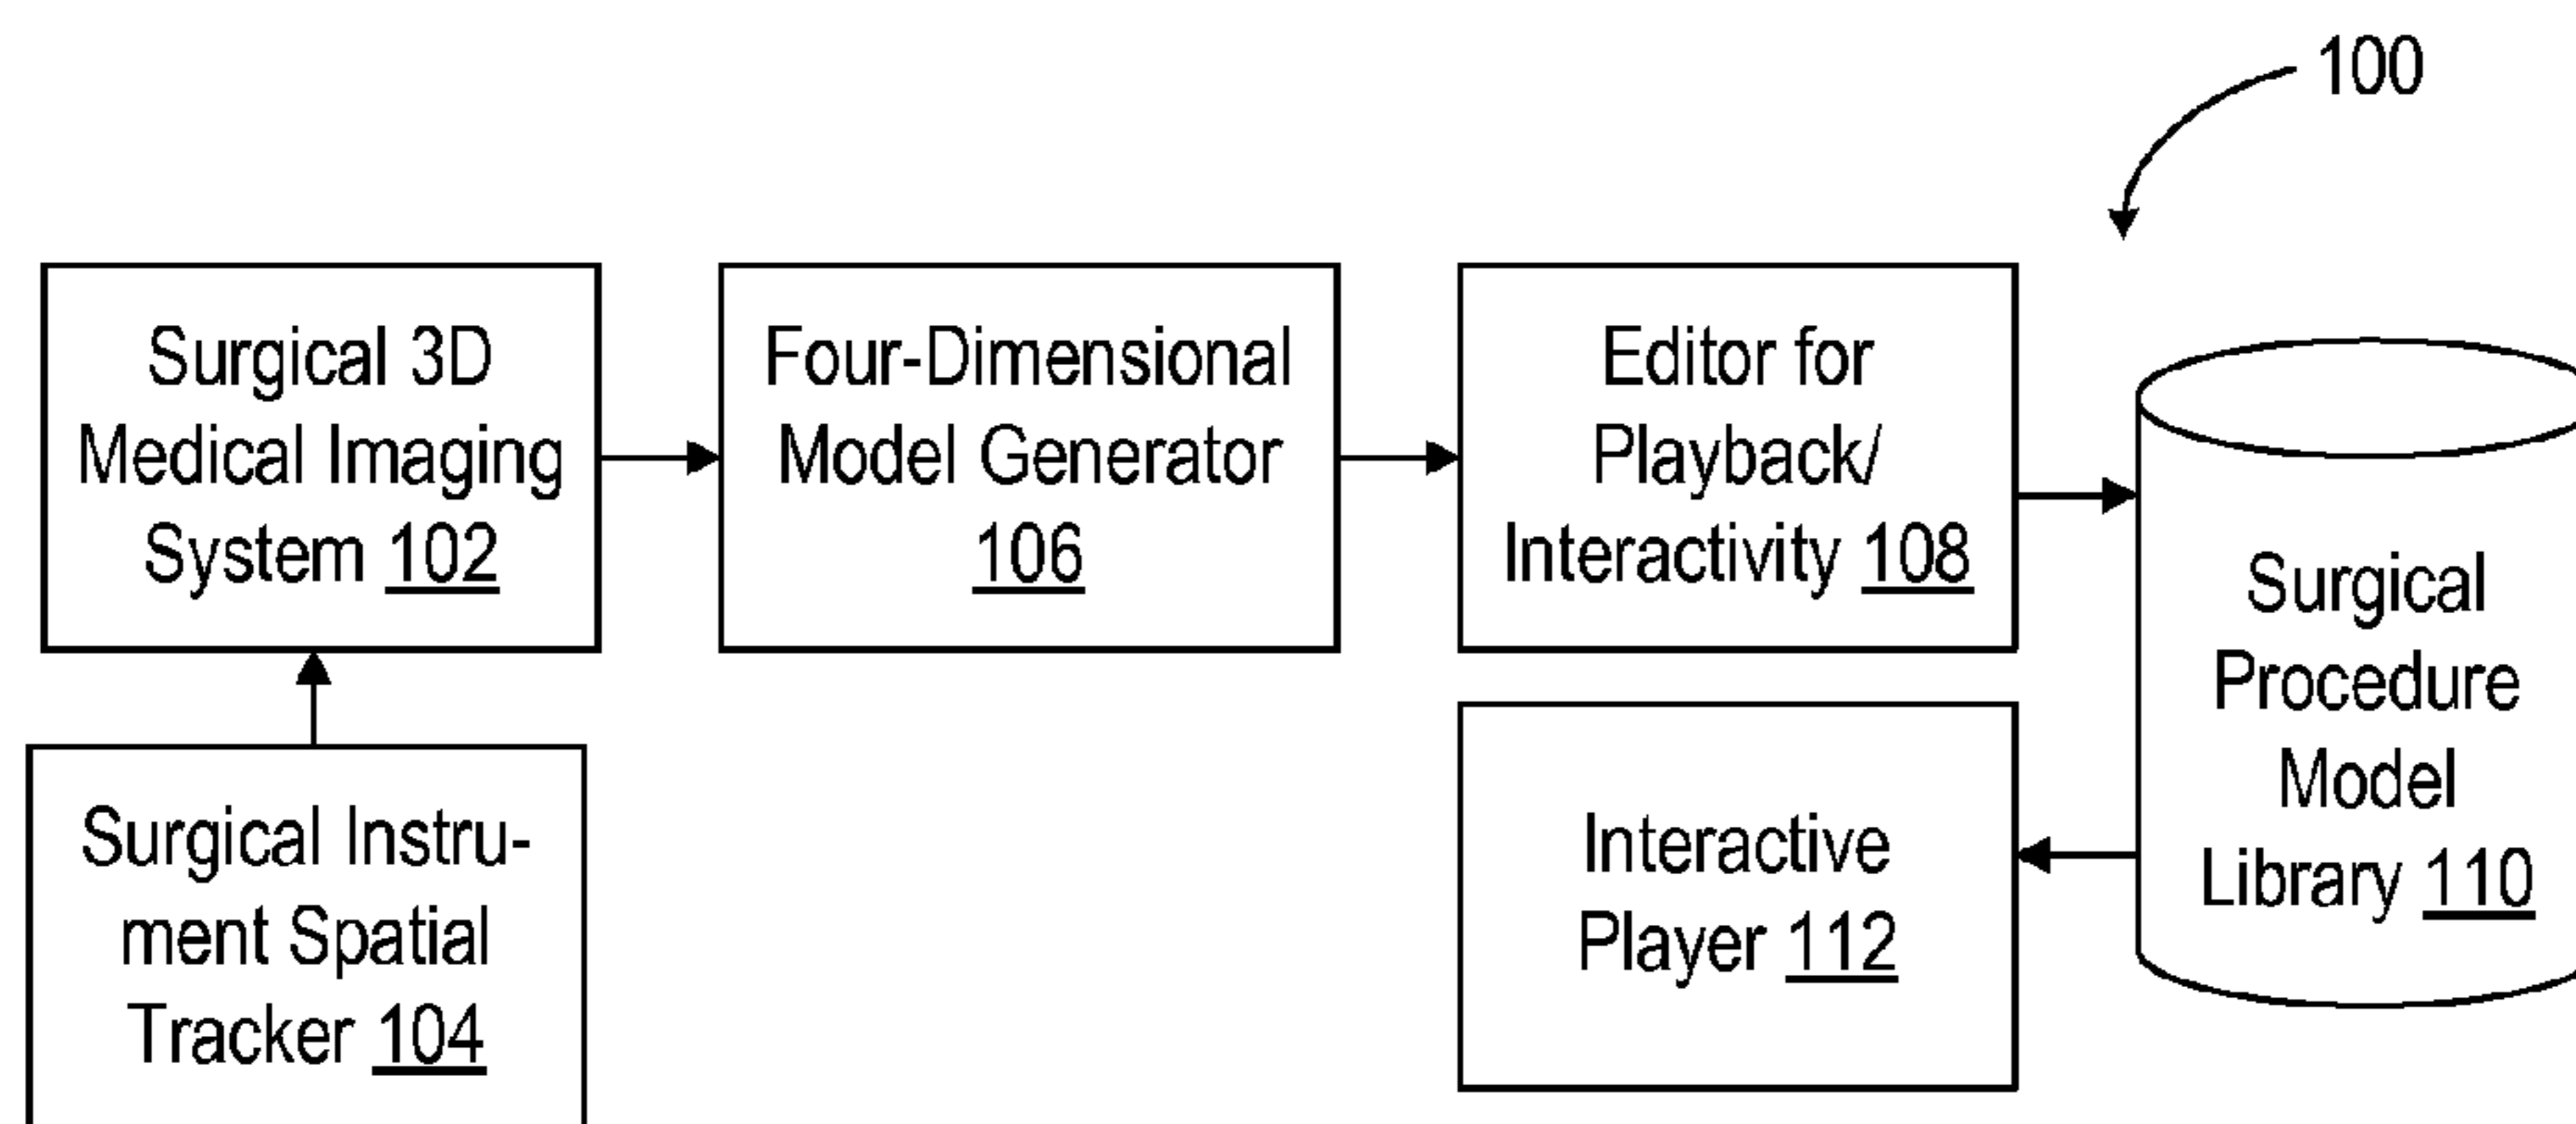 100
Surgical 3D
Medical Imaging
System 102
Four-Dimensional
Model Generator
106
Editor for
Playback/
Interactivity 108
Surgical
Procedure
Model
Library 110
Surgical Instru-
ment Spatial
Tracker 104
Interactive
Player 112